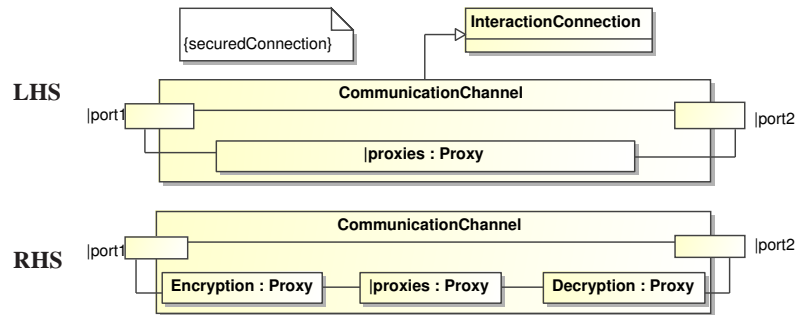 InteractionConnection
{securedConnection}
LHS
CommunicationChannel
|port1
|port2
|proxies : Proxy
CommunicationChannel
|port1
|port2
RHS
Encryption : Proxy
|proxies : Proxy
Decryption : Proxy